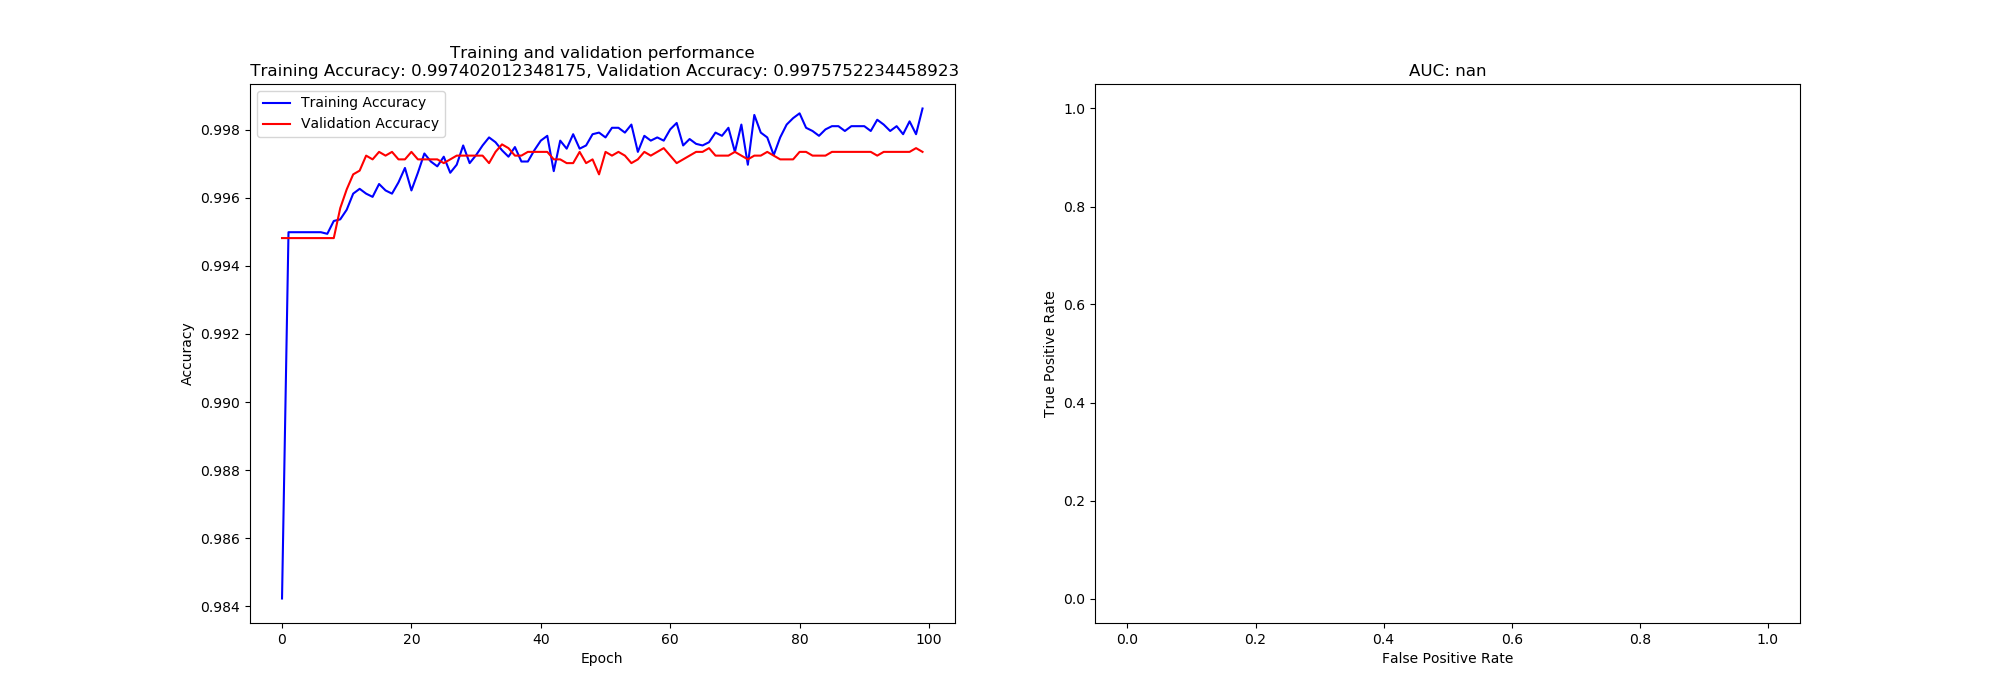 Training and validation performance
Training Accuracy: 0.997402012348175, Validation Accuracy: 0.9975752234458923
Training Accuracy
Validation Accuracy
0.998
0.996
0.994
0.992
0.990
0.988
0.986
0.984
Accuracy
0
20
40
60
80
100
Epoch
AUC: nan
1.0
0.8
0.6
0.4
0.2
0.0
True Positive Rate
0.0
0.2
0.4
0.6
0.8
1.0
False Positive Rate